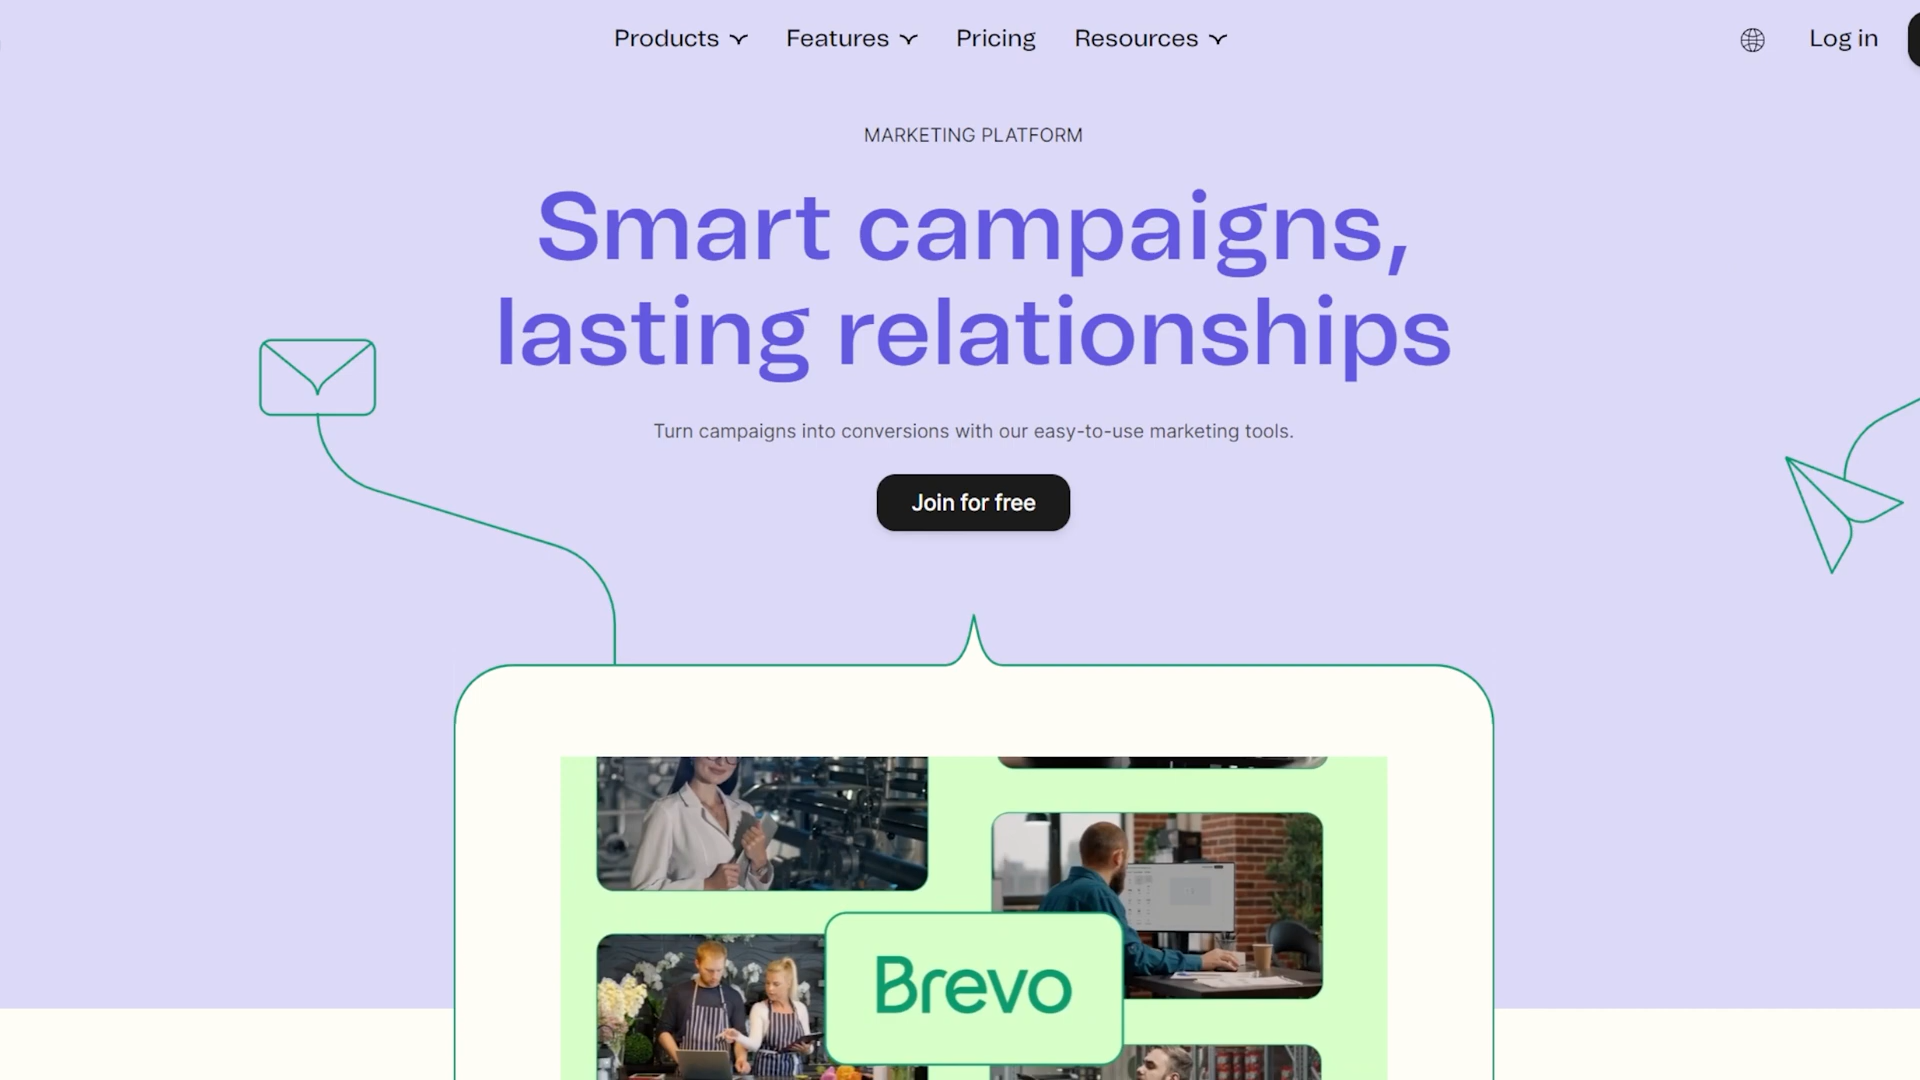 Products Features Pricing Resources Log in
MARKETING PLATFORM
Smart campaigns,
lasting relationships
Turn campaigns into conversions with our easy-to-use marketing tools.
Join for free
Brevo